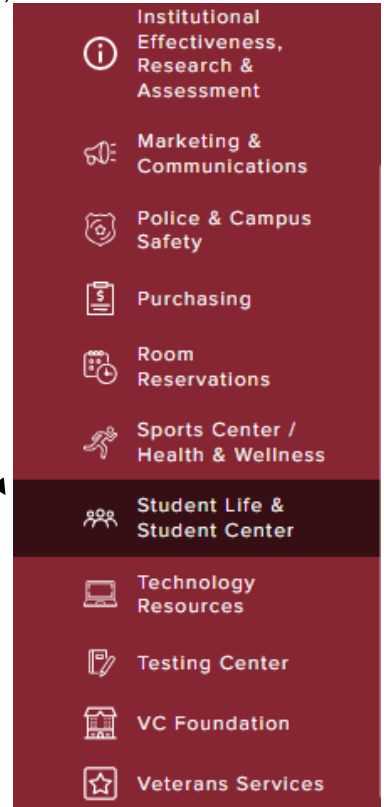 Institutional
Effectiveness,
Research &
Assessment
Marketing &
Communications
Police & Campus
Safety
Purchasing
Room
Reservations
Sports Center /
Health & Wellness
Student Life &
Student Center
Technology
Resources
Testing Center
VC Foundation
Veterans Services